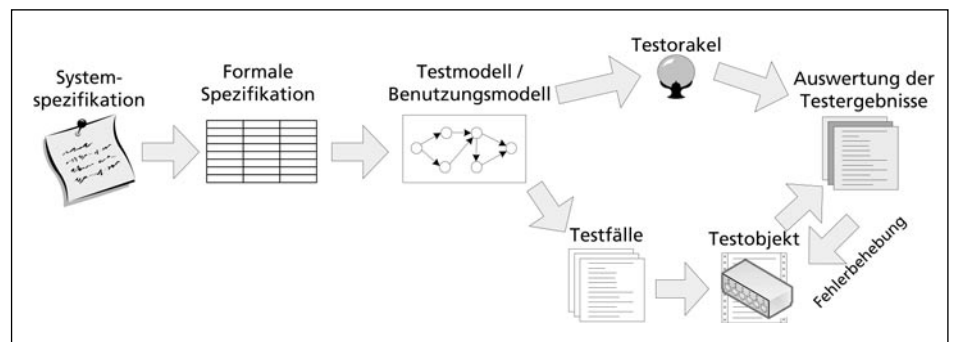 System-
spezifikation
Formale
Spezifikation
Testmodell /
Benutzungsmodell
Testorakel
Auswertung der
Testergebnisse
Testfälle
Testobjekt
Fehlerbehebung